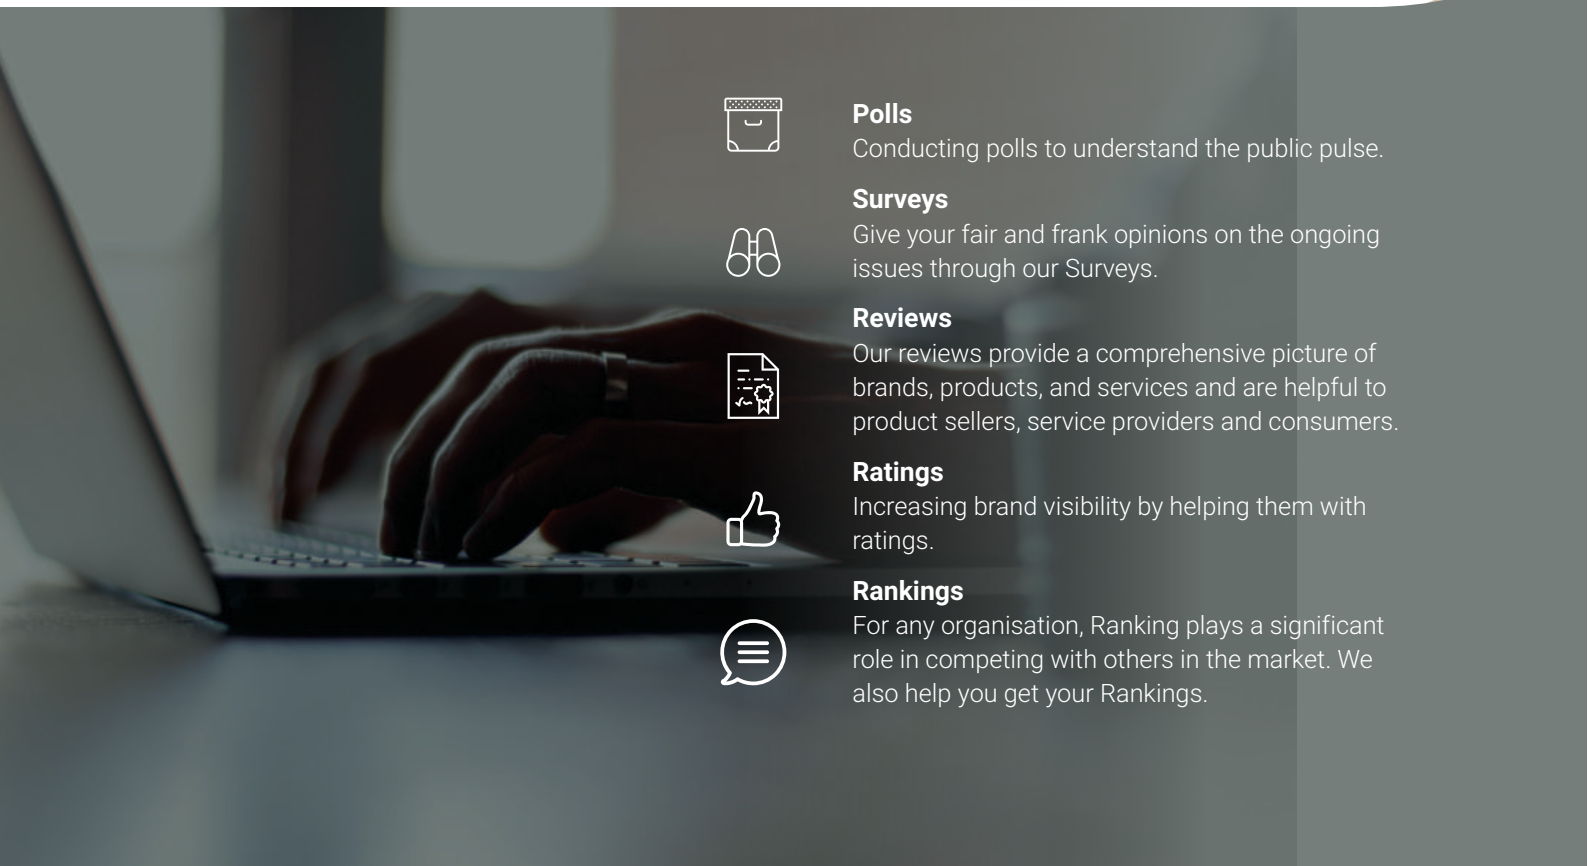 Polls
Conducting polls to understand the public pulse.
Surveys
Give your fair and frank opinions on the ongoing
issues through our Surveys.
Reviews
Our reviews provide a comprehensive picture of
brands, products, and services and are helpful to
product sellers, service providers and consumers.
Ratings
Increasing brand visibility by helping them with
ratings.
Rankings
For any organisation, Ranking plays a significant
role in competing with others in the market. We
also help you get your Rankings.